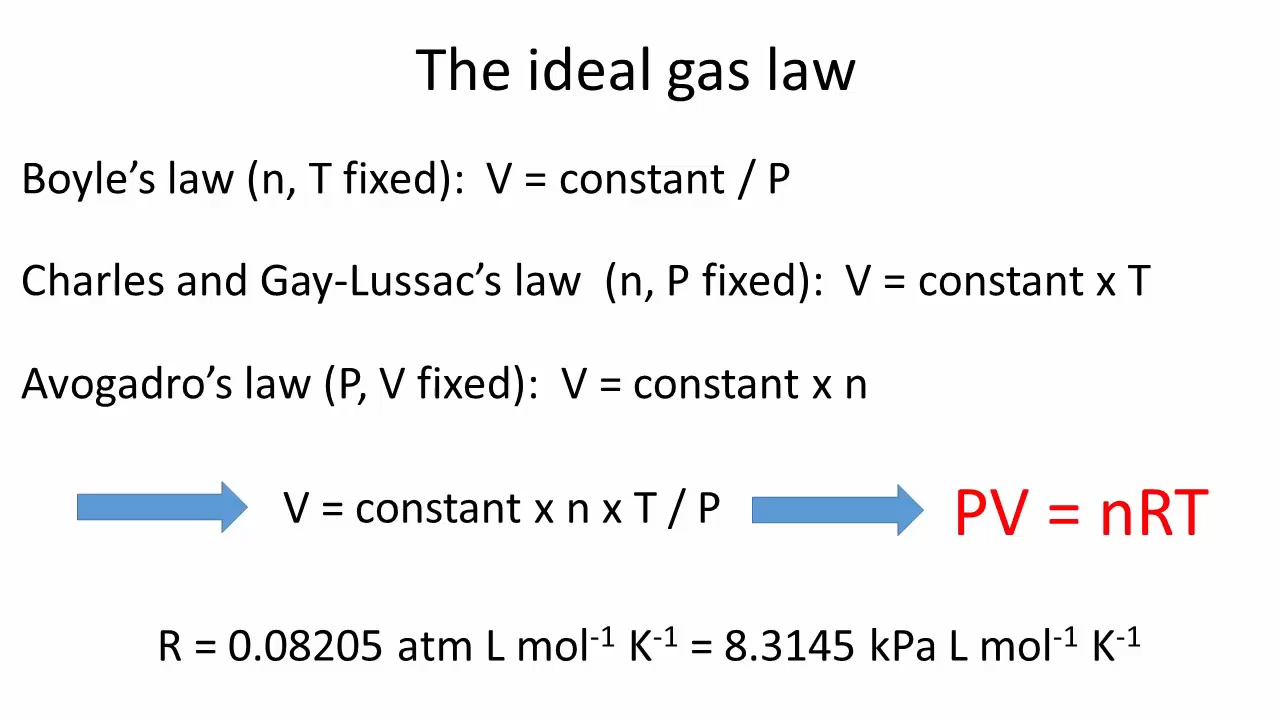 The ideal gas law
Boyle’s law (n, T fixed):  V = constant / P
Charles and Gay-Lussac’s law  (n, P fixed):  V = constant x T
Avogadro’s law (P, V fixed):  V = constant x n
V = constant x n x T / P
PV = nRT
R = 0.08205 atm L mol⁻¹ K⁻¹ = 8.3145 kPa L mol⁻¹ K⁻¹